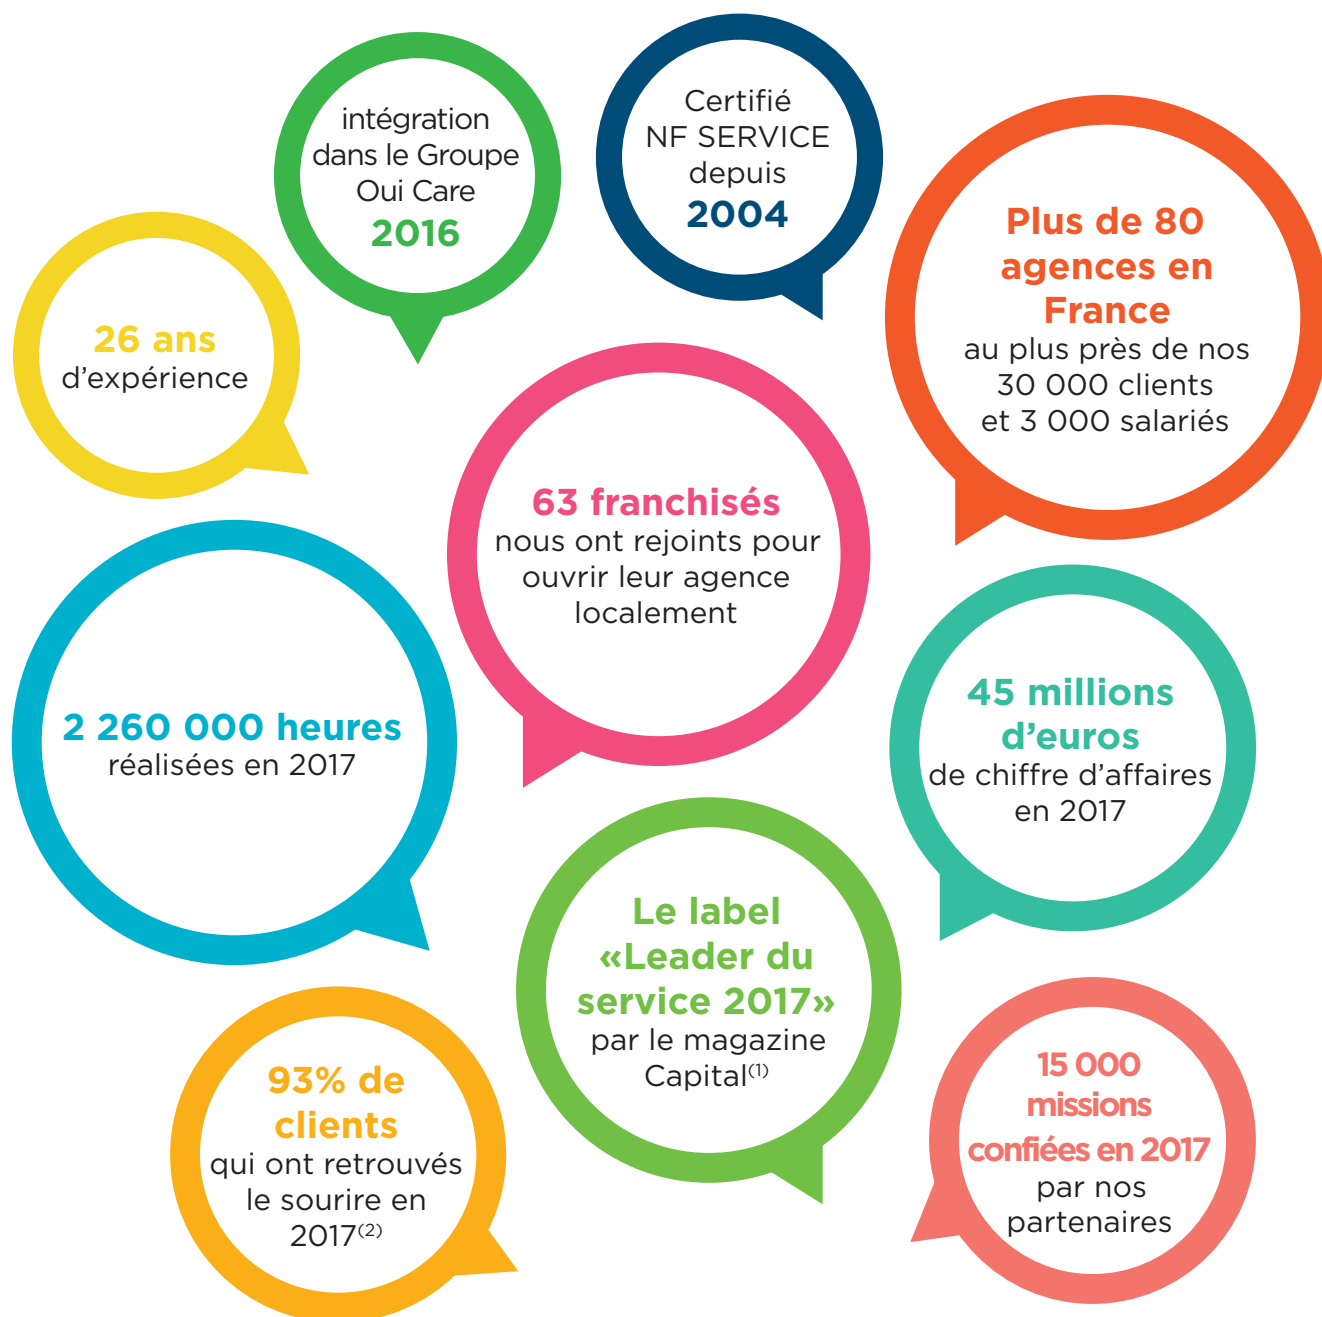 intégration
dans le Groupe
Oui Care
2016
Certifié
NF SERVICE
depuis
2004
Plus de 80
agences en
France
au plus près de nos
30 000 clients
et 3 000 salariés
26 ans
d'expérience
63 franchisés
nous ont rejoints pour
ouvrir leur agence
localement
2 260 000 heures
réalisées en 2017
45 millions
d'euros
de chiffre d'affaires
en 2017
Le label
«Leader du
service 2017»
par le magazine
Capital(1)
93% de
clients
qui ont retrouvés
le sourire en
2017(2)
15 000
missions
confiées en 2017
par nos
partenaires